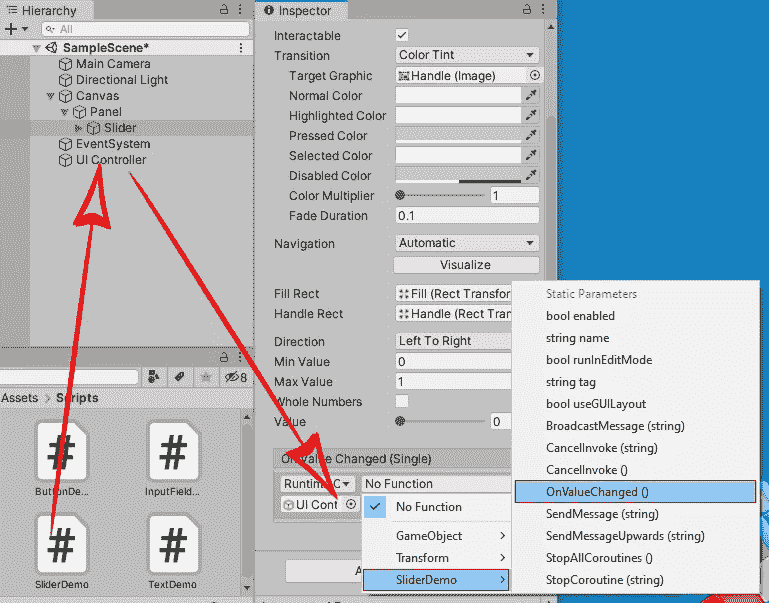 Hierarchy
All
SampleScene*
Main Camera
Directional Light
Canvas
Panel
Slider
EventSystem
UI Controller
8
Assets > Scripts
ButtonDe...
InputField...
SliderDemo
TextDemo
Inspector
Interactable
Transition Color Tint
Target Graphic Handle (Image)
Normal Color
Highlighted Color
Pressed Color
Selected Color
Disabled Color
Color Multiplier 1
Fade Duration 0.1
Navigation Automatic
Visualize
Fill Rect Fill (Rect Transfor
Handle Rect Handle (Rect Tran
Direction Left To Right
Min Value 0
Max Value 1
Whole Numbers
Value 0
On Value Changed (Single)
No Function
UI Cont
No Function
GameObject
Transform
SliderDemo
Static Parameters
bool enabled
string name
bool runInEditMode
string tag
bool useGUILayout
BroadcastMessage (string)
CancelInvoke (string)
CancelInvoke ()
OnValueChanged ()
SendMessage (string)
SendMessageUpwards (string)
StopAllCoroutines ()
StopCoroutine (string)